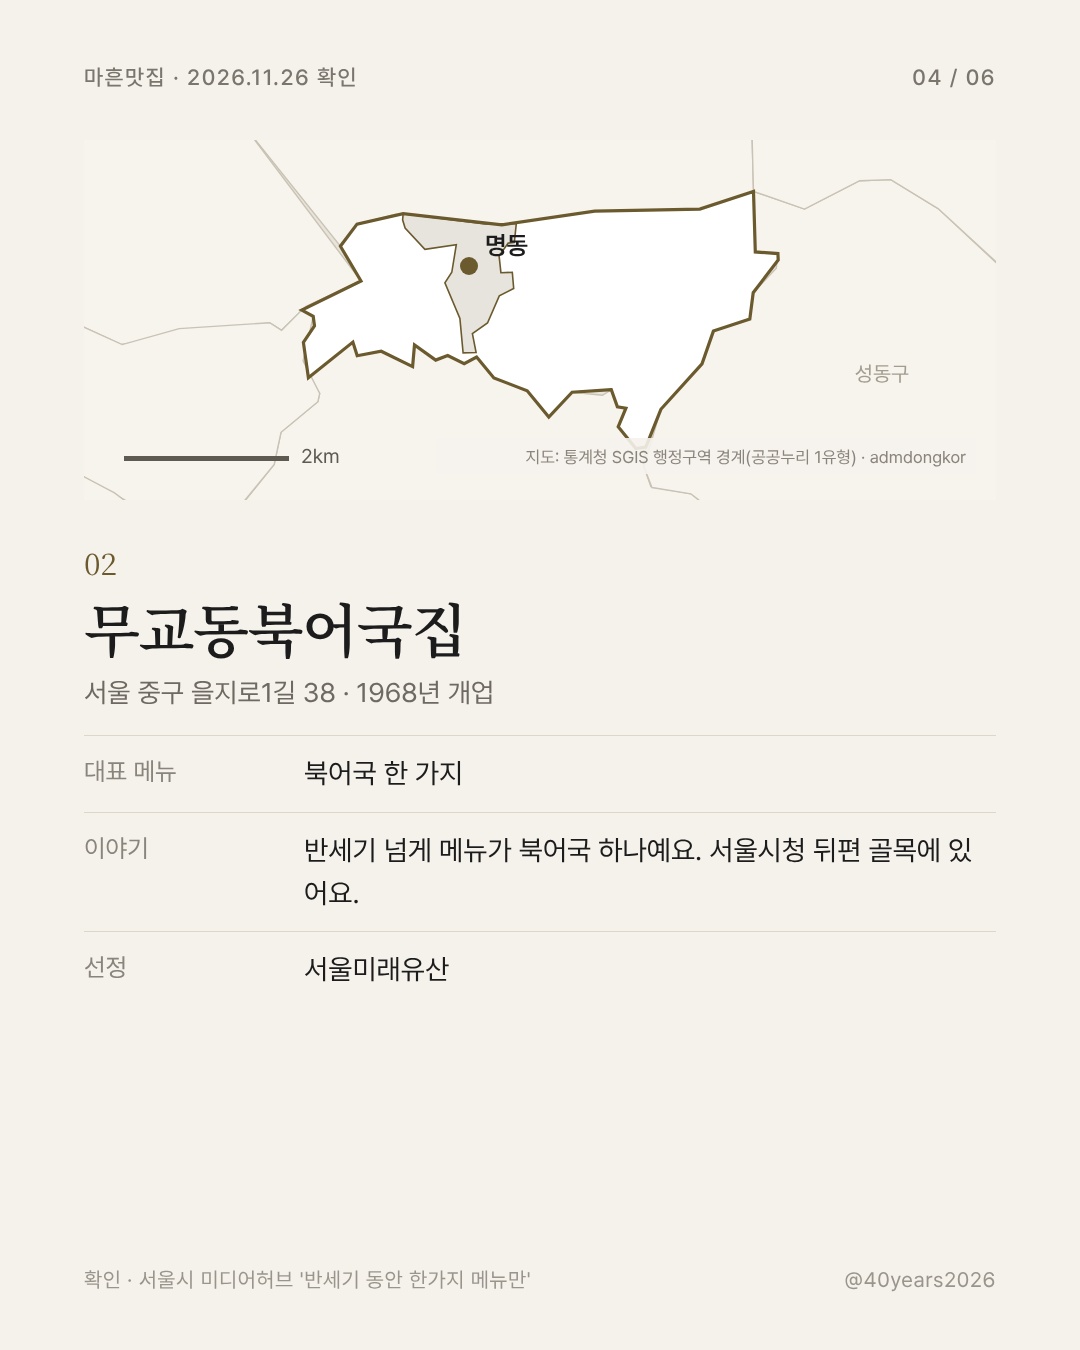 마흔맛집 · 2026.11.26 확인
04 / 06
명동
성동구
2km
지도: 통계청 SGIS 행정구역 경계(공공누리 1유형) · admdongkor
02
무교동북어국집
서울 중구 을지로1길 38 · 1968년 개업
대표 메뉴
북어국 한 가지
이야기
반세기 넘게 메뉴가 북어국 하나예요. 서울시청 뒤편 골목에 있
어요.
선정
서울미래유산
확인 · 서울시 미디어허브 '반세기 동안 한가지 메뉴만'
@40years2026